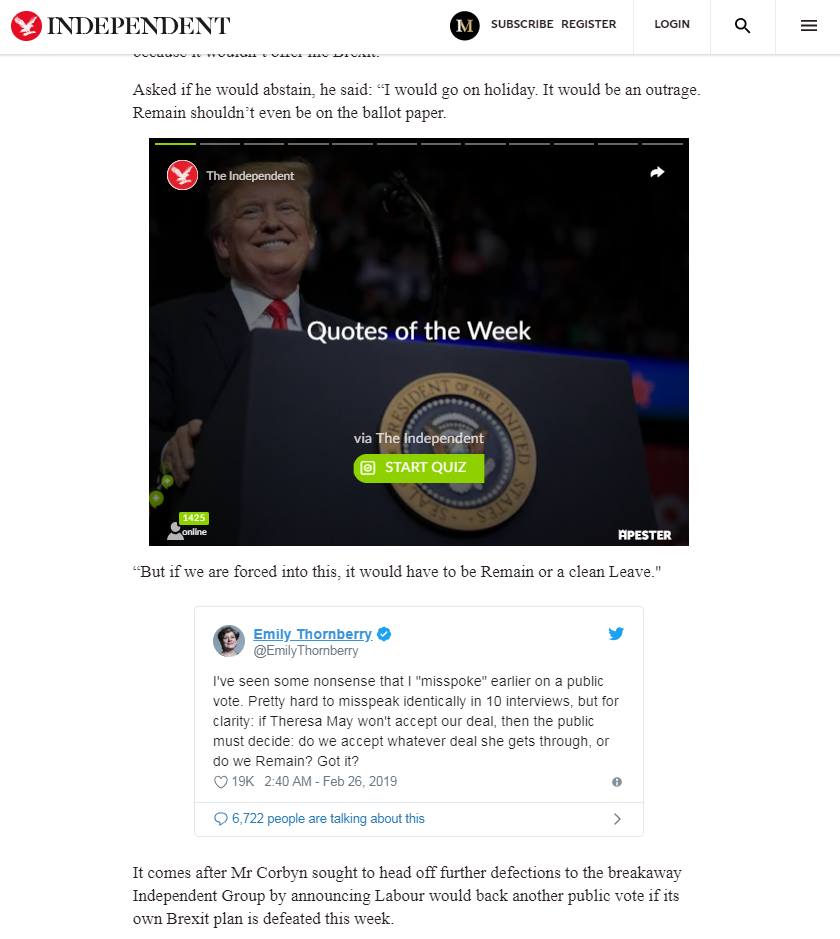 INDEPENDENT
M
SUBSCRIBE REGISTER
LOGIN
Asked if he would abstain, he said: “I would go on holiday. It would be an outrage.
Remain shouldn’t even be on the ballot paper.
The Independent
Quotes of the Week
PRESIDENT OF THE UNITED STATES
SEAL
via The Independent
START QUIZ
1425
online
APESTER
“But if we are forced into this, it would have to be Remain or a clean Leave."
Emily Thornberry
@EmilyThornberry
I've seen some nonsense that I "misspoke" earlier on a public
vote. Pretty hard to misspeak identically in 10 interviews, but for
clarity: if Theresa May won't accept our deal, then the public
must decide: do we accept whatever deal she gets through, or
do we Remain? Got it?
19K 2:40 AM - Feb 26, 2019
6,722 people are talking about this
It comes after Mr Corbyn sought to head off further defections to the breakaway
Independent Group by announcing Labour would back another public vote if its
own Brexit plan is defeated this week.